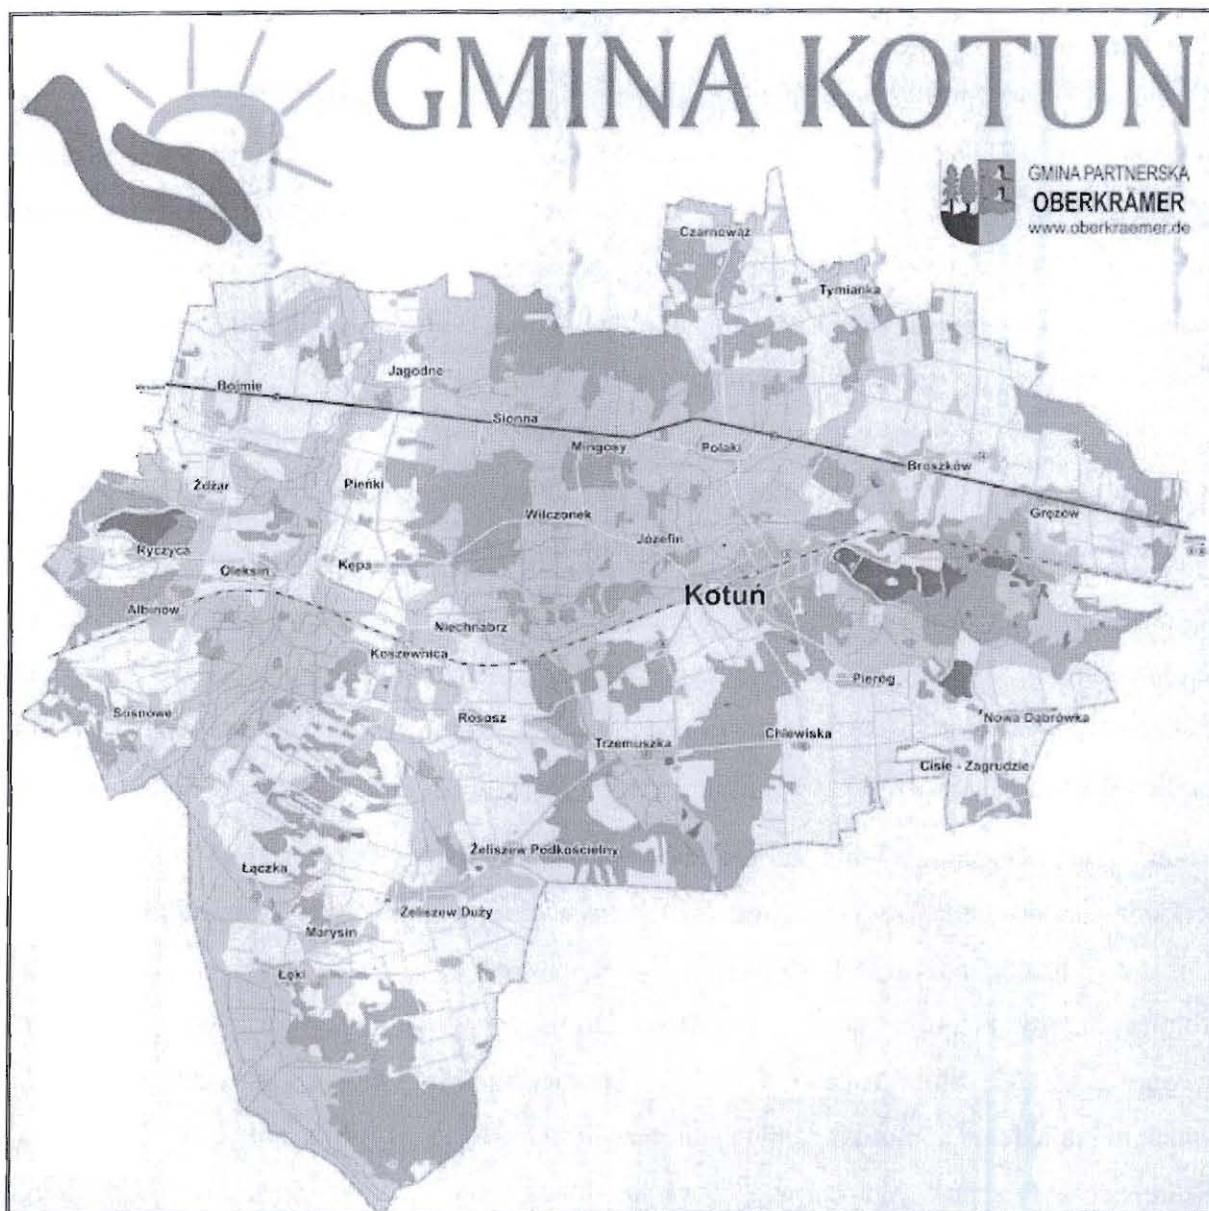 GMINA KOTUŃ
GMINA PARTNERSKA
OBERKRÄMER
www.oberkraemer.de
Czarnowąż
Tymianka
Jagodne
Bojmie
Sionna
Mingosy
Polaki
Broszków
Żdżar
Pieńki
Gręzów
Wilczonek
Ryczyca
Józefin
Oleksin
Kępa
Kotuń
Albinów
Niechnabrz
Koszewnica
Pieróg
Sosnowe
Rososz
Nowa Dąbrówka
Chlewiska
Trzemuszka
Cisie - Zagrudzie
Żeliszew Podkościelny
Łączka
Żeliszew Duży
Marysin
Łęki